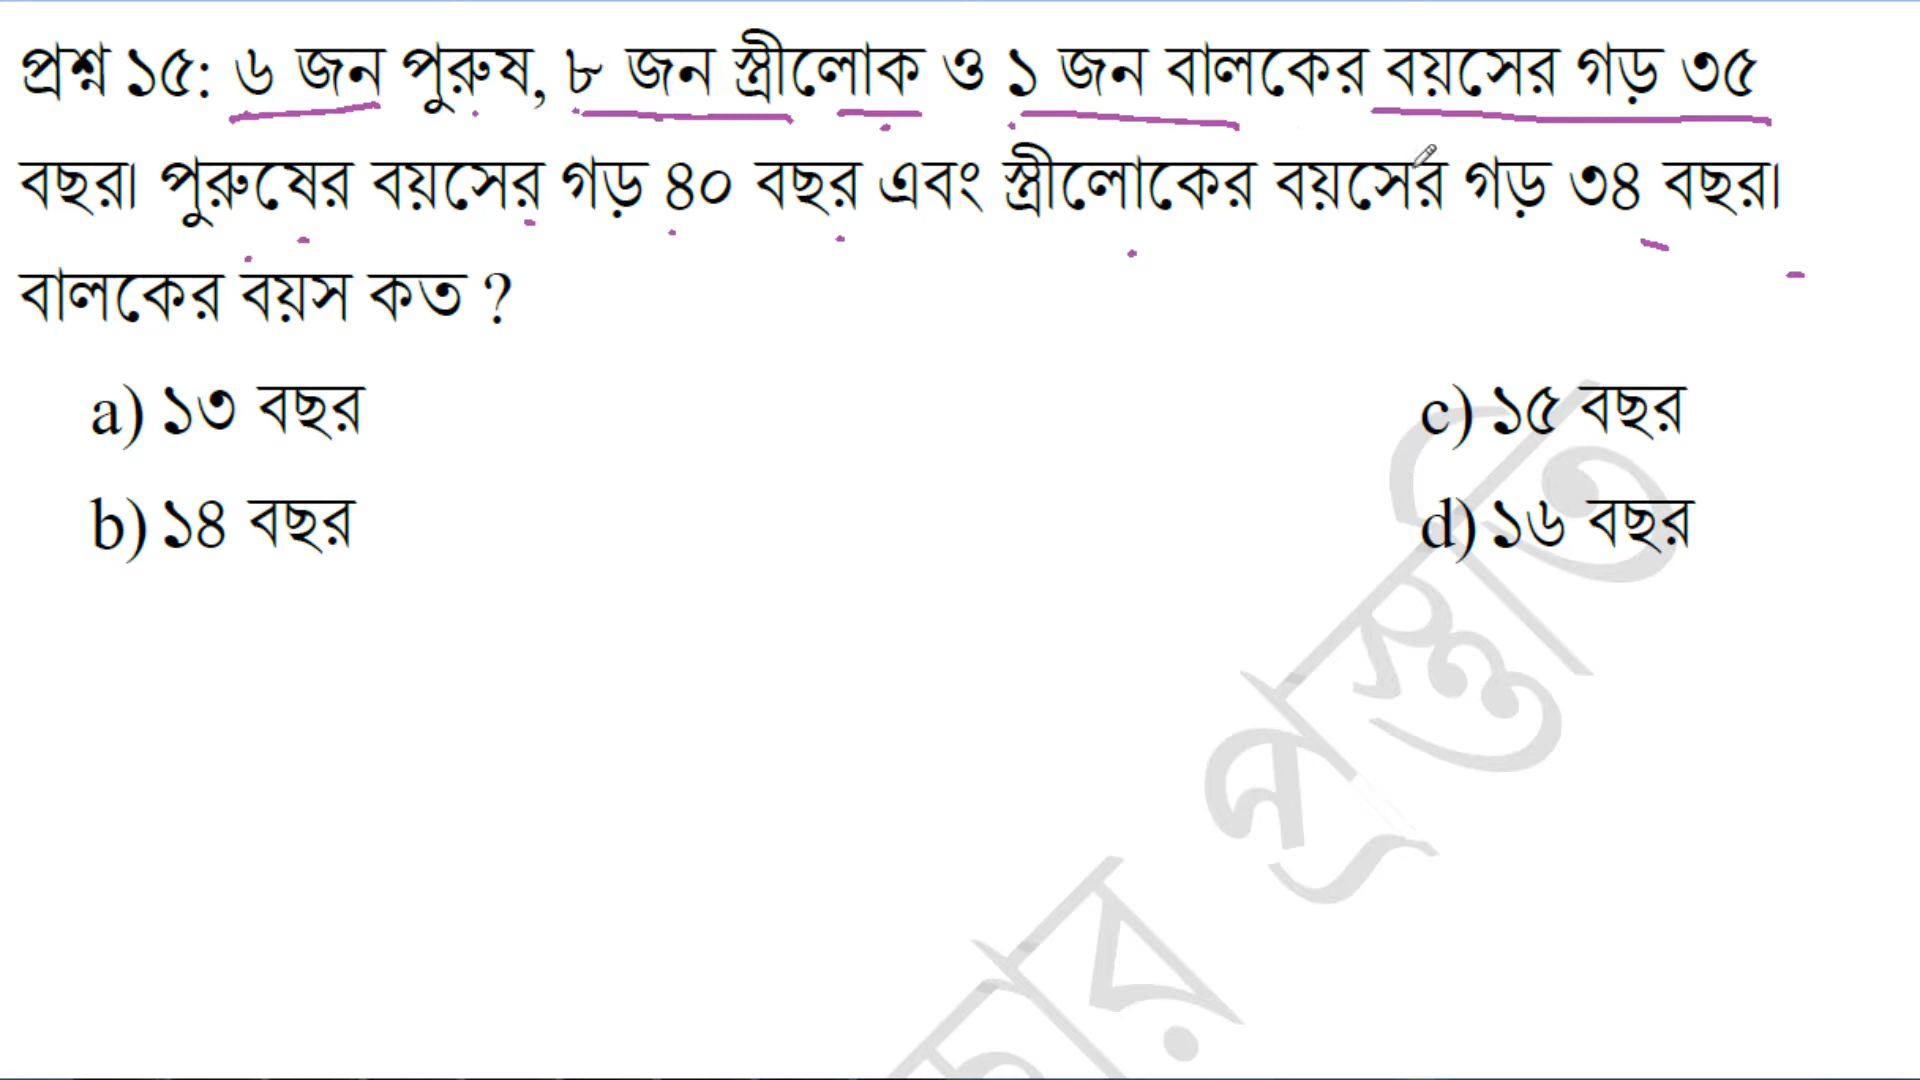 প্রশ্ন ১৫: ৬ জন পুরুষ, ৮ জন স্ত্রীলোক ও ১ জন বালকের বয়সের গড় ৩৫
বছর। পুরুষের বয়সের গড় ৪০ বছর এবং স্ত্রীলোকের বয়সের গড় ৩৪ বছর।
বালকের বয়স কত ?
a) ১৩ বছর
b) ১৪ বছর
c) ১৫ বছর
d) ১৬ বছর
প্রস্তুতি